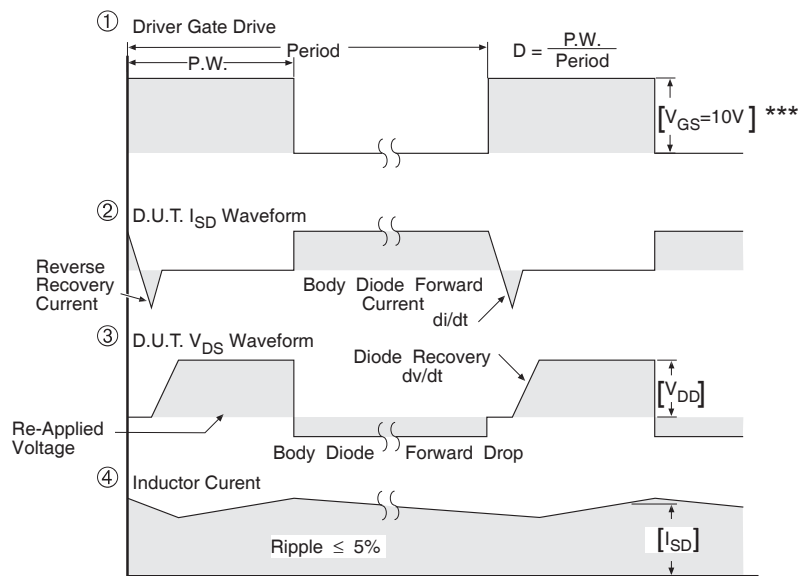 ① Driver Gate Drive
P.W.
Period
D = P.W.
Period
[VGS=10V] ***
② D.U.T. ISD Waveform
Reverse
Recovery
Current
Body Diode Forward
Current
di/dt
③ D.U.T. VDS Waveform
Diode Recovery
dv/dt
[VDD]
Re-Applied
Voltage
Body Diode Forward Drop
④ Inductor Curent
Ripple ≤ 5%
[ISD]